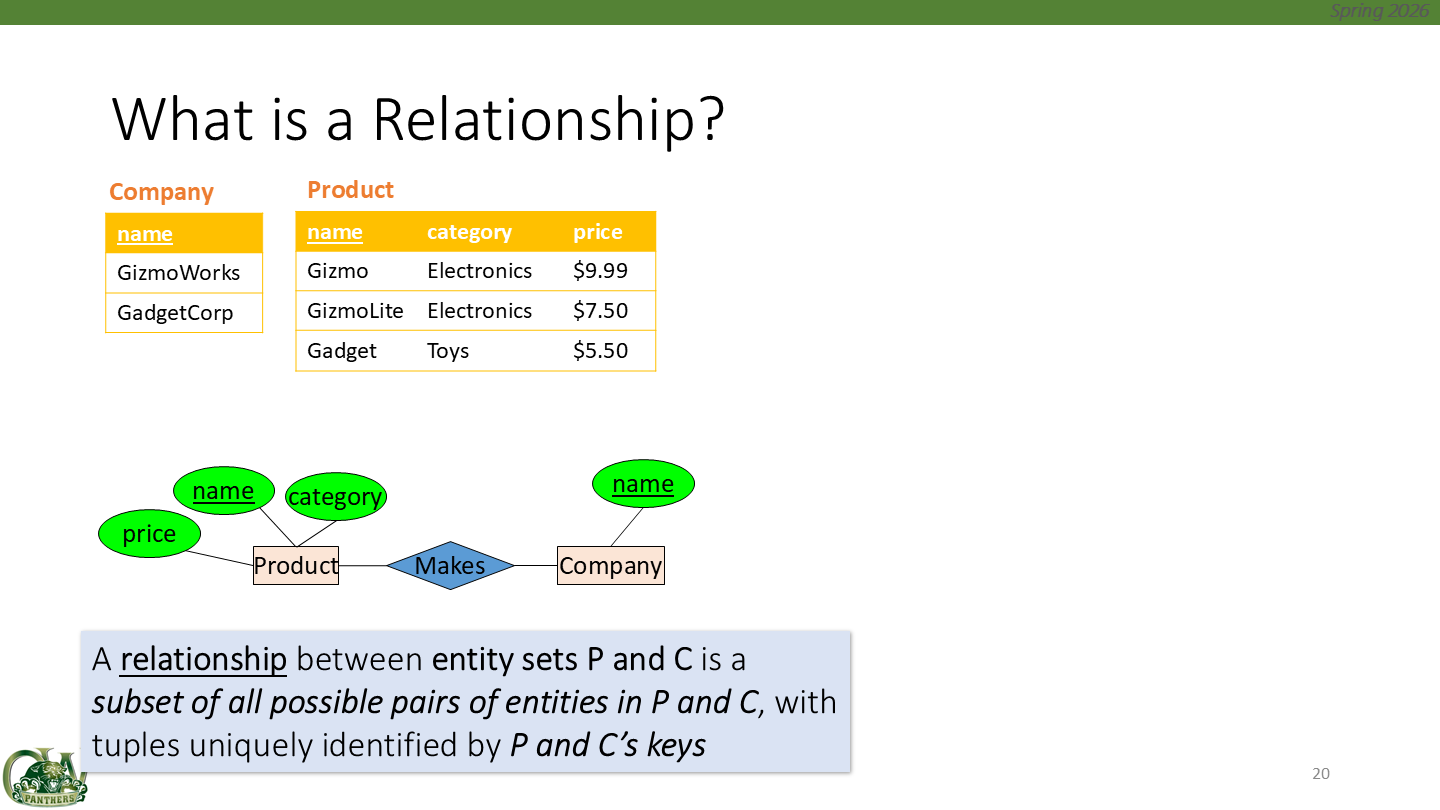 Spring 2026
What is a Relationship?
Company
name
GizmoWorks
GadgetCorp
Product
name category price
Gizmo Electronics $9.99
GizmoLite Electronics $7.50
Gadget Toys $5.50
name
category
price
name
Product
Makes
Company
A relationship between entity sets P and C is a
subset of all possible pairs of entities in P and C, with
tuples uniquely identified by P and C’s keys
PANTHERS
20